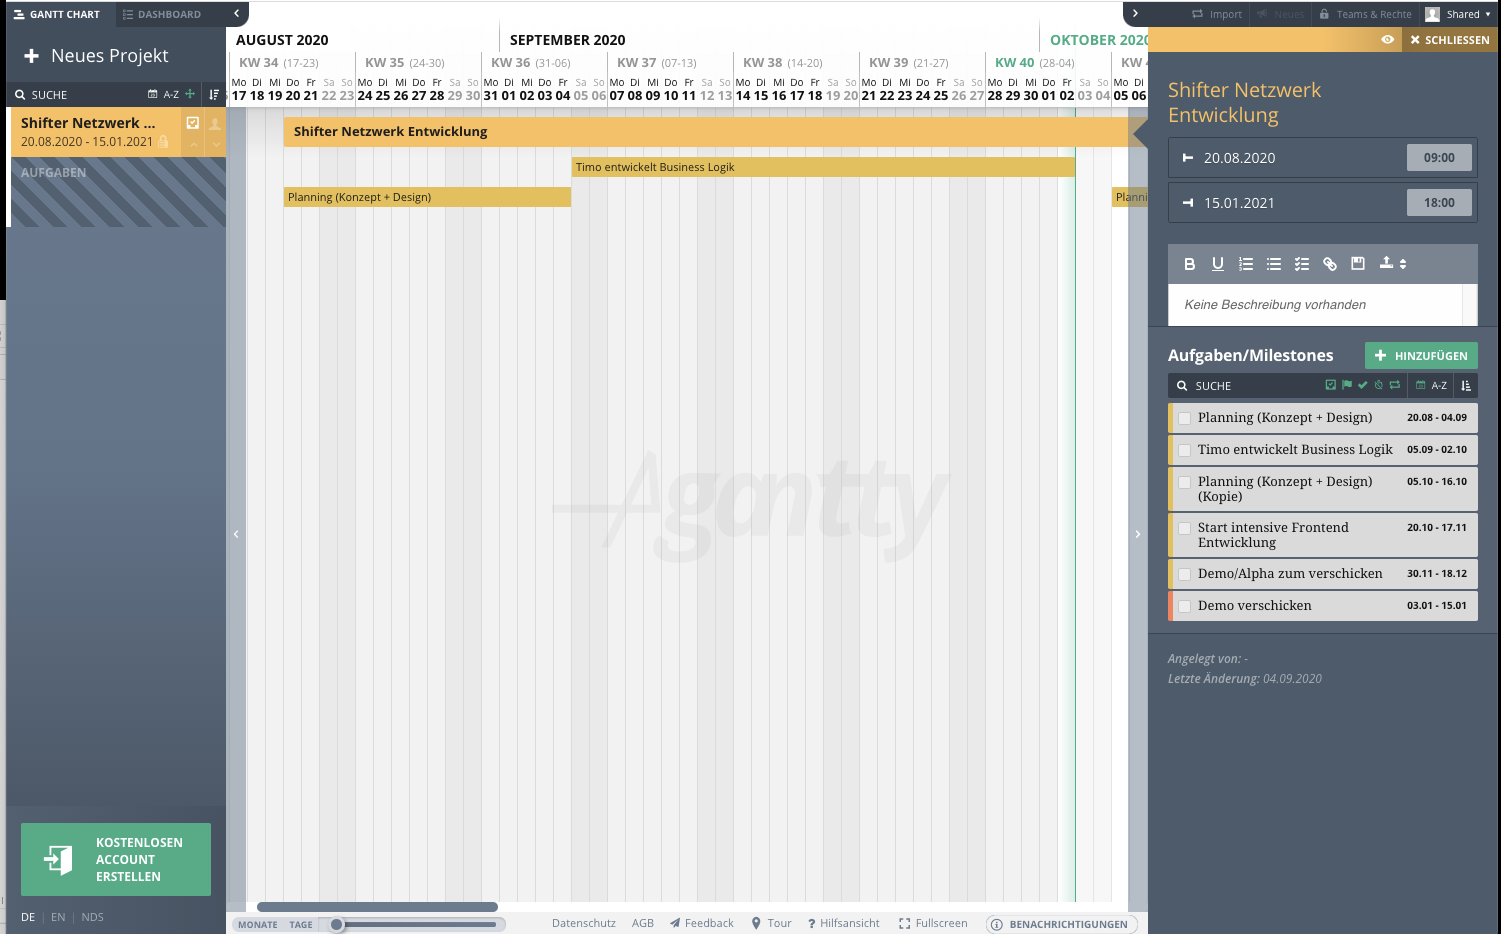 GANTT CHART
DASHBOARD
Import
Neues
Teams & Rechte
Shared
Neues Projekt
AUGUST 2020
SEPTEMBER 2020
OKTOBER 2020
SCHLIESSEN
KW 34 (17-23)
KW 35 (24-30)
KW 36 (31-06)
KW 37 (07-13)
KW 38 (14-20)
KW 39 (21-27)
KW 40 (28-04)
KW
SUCHE
A-Z
Mo Di Mi Do Fr Sa So Mo Di Mi Do Fr Sa So Mo Di Mi Do Fr Sa So Mo Di Mi Do Fr Sa So Mo Di Mi Do Fr Sa So Mo Di Mi Do Fr Sa So Mo Di Mi Do Fr Sa So Mo Di
17 18 19 20 21 22 23 24 25 26 27 28 29 30 31 01 02 03 04 05 06 07 08 09 10 11 12 13 14 15 16 17 18 19 20 21 22 23 24 25 26 27 28 29 30 01 02 03 04 05 06
Shifter Netzwerk ...
20.08.2020 - 15.01.2021
AUFGABEN
Shifter Netzwerk Entwicklung
Timo entwickelt Business Logik
Planning (Konzept + Design)
Planni
Agantty
Shifter Netzwerk
Entwicklung
20.08.2020
09:00
15.01.2021
18:00
B U
Keine Beschreibung vorhanden
Aufgaben/Milestones
HINZUFÜGEN
SUCHE
A-Z
Planning (Konzept + Design)
20.08 - 04.09
Timo entwickelt Business Logik
05.09 - 02.10
Planning (Konzept + Design)
(Kopie)
05.10 - 16.10
Start intensive Frontend
Entwicklung
20.10 - 17.11
Demo/Alpha zum verschicken
30.11 - 18.12
Demo verschicken
03.01 - 15.01
Angelegt von: -
Letzte Änderung: 04.09.2020
KOSTENLOSEN
ACCOUNT
ERSTELLEN
DE | EN | NDS
MONATE
TAGE
Datenschutz
AGB
Feedback
Tour
? Hilfsansicht
Fullscreen
BENACHRICHTIGUNGEN